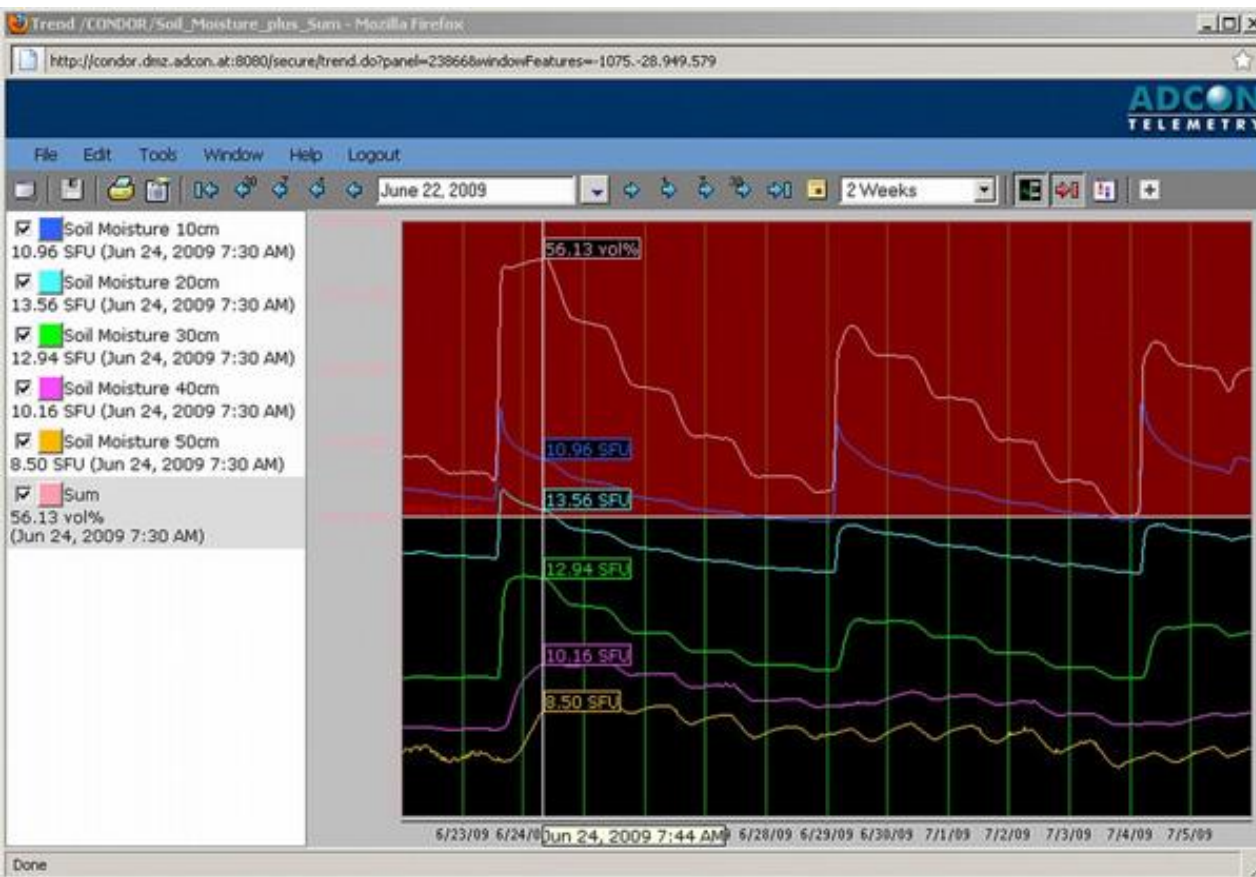 Trend /CONDOR/Soil_Moisture_plus_Sum - Mozilla Firefox
http://condor.dmz.adcon.at:8080/secure/trend.do?panel=23866&windowFeatures=-1075.-28.949.579
ADCON
TELEMETRY
File Edit Tools Window Help Logout
June 22, 2009
2 Weeks
Soil Moisture 10cm
10.96 SFU (Jun 24, 2009 7:30 AM)
Soil Moisture 20cm
13.56 SFU (Jun 24, 2009 7:30 AM)
Soil Moisture 30cm
12.94 SFU (Jun 24, 2009 7:30 AM)
Soil Moisture 40cm
10.16 SFU (Jun 24, 2009 7:30 AM)
Soil Moisture 50cm
8.50 SFU (Jun 24, 2009 7:30 AM)
Sum
56.13 vol%
(Jun 24, 2009 7:30 AM)
56.13 vol%
10.96 SFU
13.56 SFU
12.94 SFU
10.16 SFU
8.50 SFU
6/23/09 6/24/0 Jun 24, 2009 7:44 AM 6/28/09 6/29/09 6/30/09 7/1/09 7/2/09 7/3/09 7/4/09 7/5/09
Done